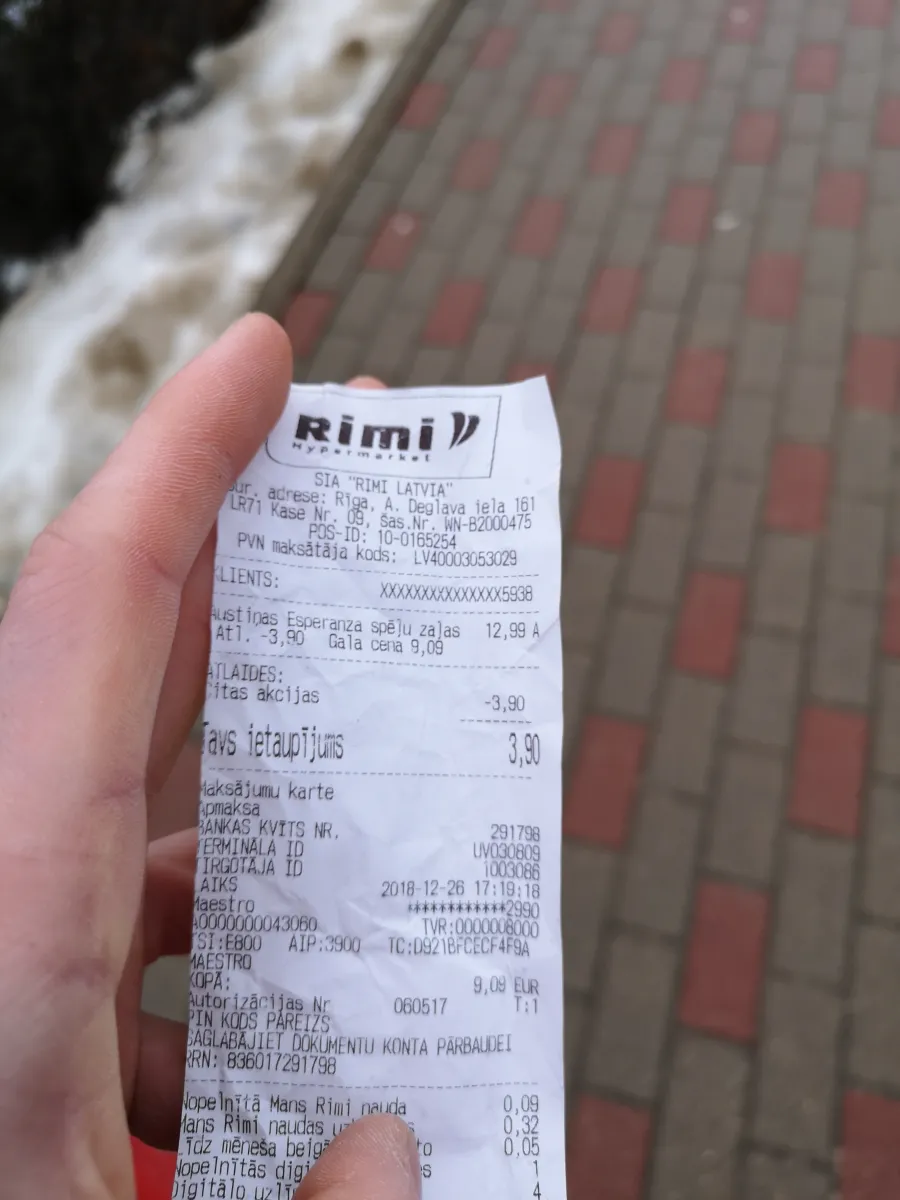 Rimi
Hypermarket
SIA "RIMI LATVIA"
Jur. adrese: Rīga, A. Deglava iela 161
LR71 Kase Nr. 09, Šas.Nr. WN-B2000475
POS-ID: 10-0165254
PVN maksātāja kods: LV40003053029
KLIENTS:
XXXXXXXXXXXXXXX5938
Austiņas Esperanza spēļu zaļas 12,99 A
Atl. -3,90 Gala cena 9,09
ATLAIDES:
Citas akcijas -3,90
Tavs ietaupījums 3,90
Maksājumu karte
Apmaksa
BANKAS KVĪTS NR. 291798
TERMINĀLA ID UV030809
TIRGOTĀJA ID 1003086
LAIKS 2018-12-26 17:19:18
Maestro ************2990
A0000000043060 TVR:0000008000
TSI:E800 AIP:3900 TC:D921BFCECF4F9A
MAESTRO
KOPĀ: 9,09 EUR
Autorizācijas Nr 060517 T:1
PIN KODS PAREIZS
SAGLABĀJIET DOKUMENTU KONTA PĀRBAUDEI
RRN: 836017291798
Nopelnītā Mans Rimi nauda 0,09
Mans Rimi naudas 0,32
Līdz mēneša 0,05
Nopelnītās 1
Digitālo 4